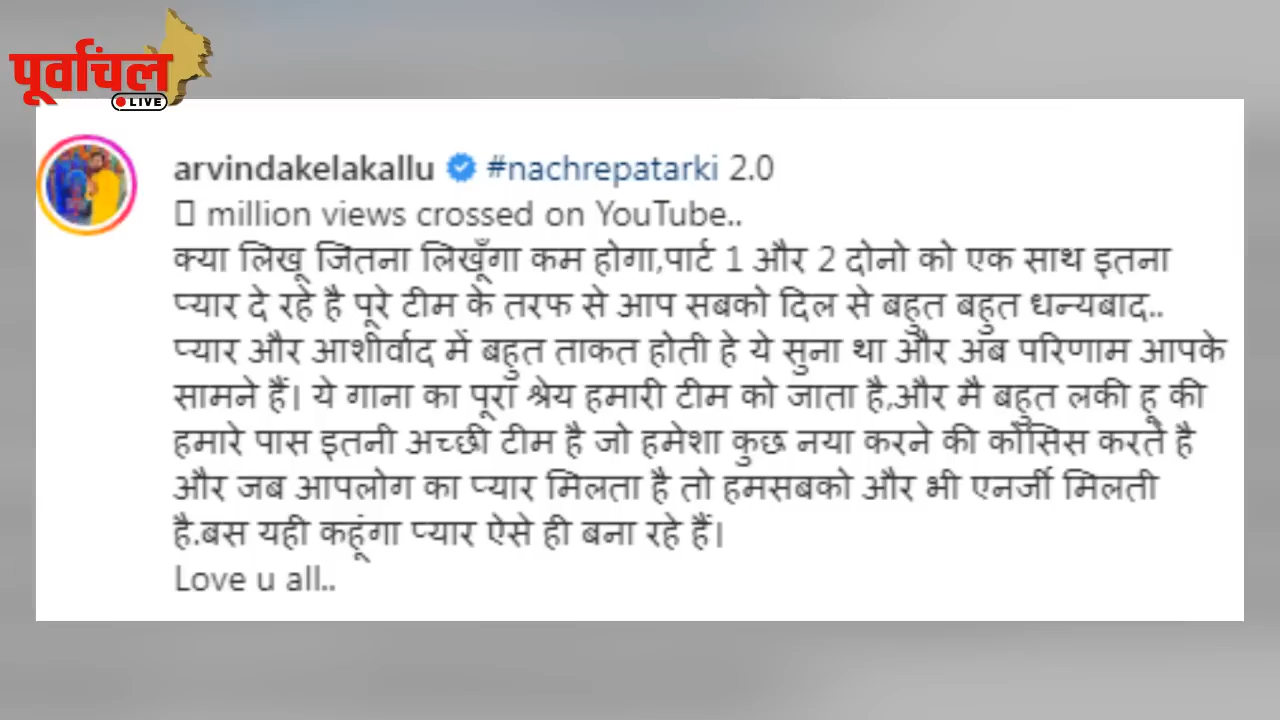 पूर्वांचल
LIVE
arvindakelakallu #nachrepatarki 2.0
million views crossed on YouTube..
क्या लिखू जितना लिखूँगा कम होगा,पार्ट 1 और 2 दोनो को एक साथ इतना
प्यार दे रहे है पूरे टीम के तरफ से आप सबको दिल से बहुत बहुत धन्यबाद..
प्यार और आशीर्वाद में बहुत ताकत होती हे ये सुना था और अब परिणाम आपके
सामने हैं। ये गाना का पूरा श्रेय हमारी टीम को जाता है,और मै बहुत लकी हू की
हमारे पास इतनी अच्छी टीम है जो हमेशा कुछ नया करने की कोसिस करते है
और जब आपलोग का प्यार मिलता है तो हमसबको और भी एनर्जी मिलती
है.बस यही कहूंगा प्यार ऐसे ही बना रहे हैं।
Love u all..